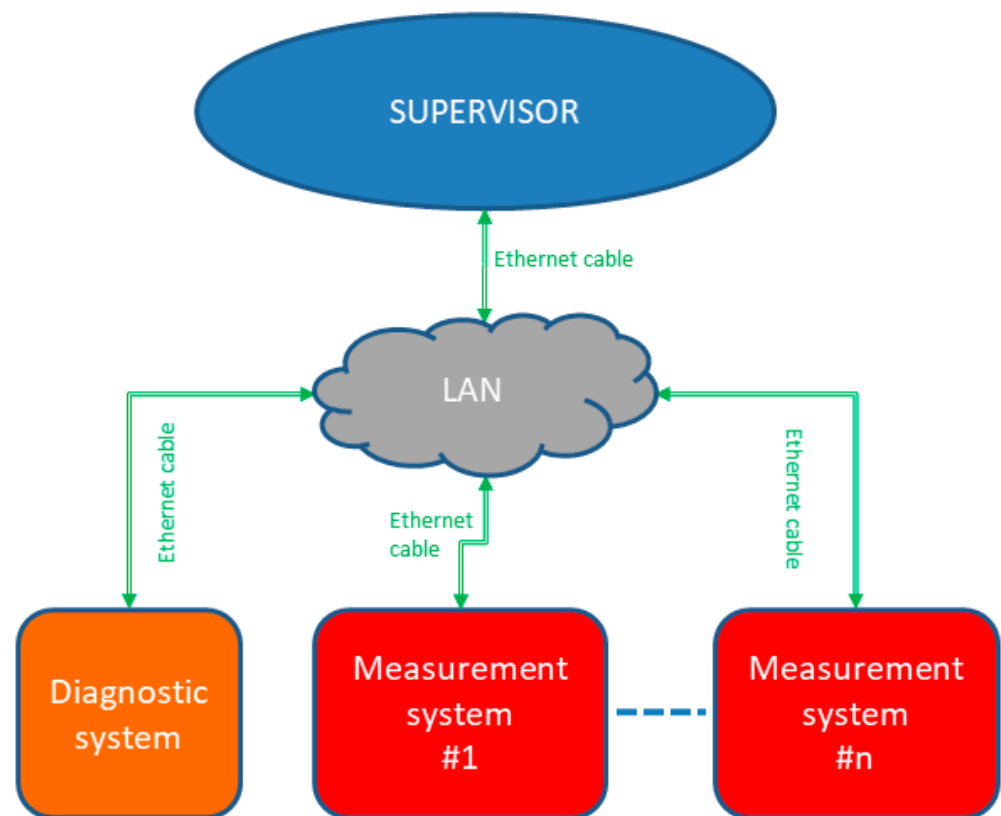 SUPERVISOR
Ethernet cable
LAN
Ethernet cable
Ethernet
cable
Ethernet cable
Diagnostic
system
Measurement
system
#1
Measurement
system
#n